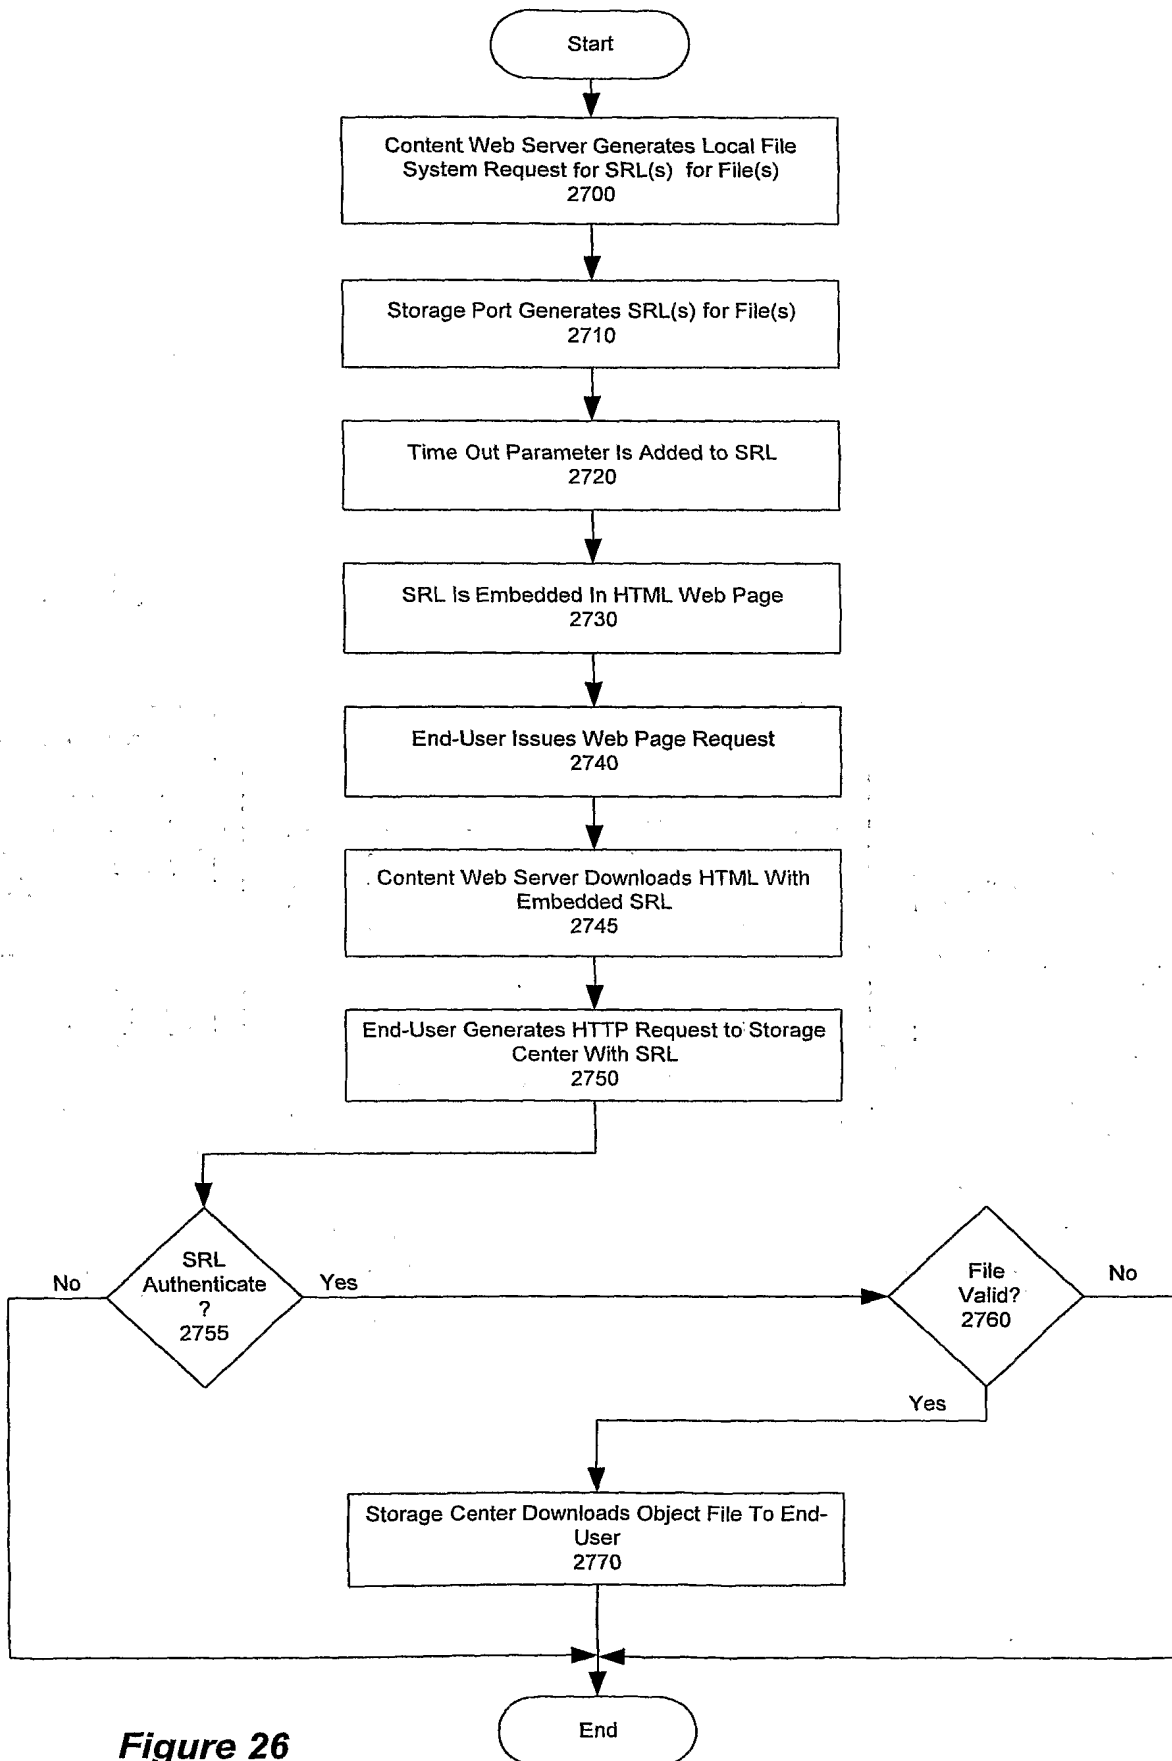 Start
Content Web Server Generates Local File
System Request for SRL(s) for File(s)
2700
Storage Port Generates SRL(s) for File(s)
2710
Time Out Parameter Is Added to SRL
2720
SRL Is Embedded In HTML Web Page
2730
End-User Issues Web Page Request
2740
Content Web Server Downloads HTML With
Embedded SRL
2745
End-User Generates HTTP Request to Storage
Center With SRL
2750
SRL
Authenticate
?
2755
No
Yes
File
Valid?
2760
No
Yes
Storage Center Downloads Object File To End-
User
2770
End
Figure 26